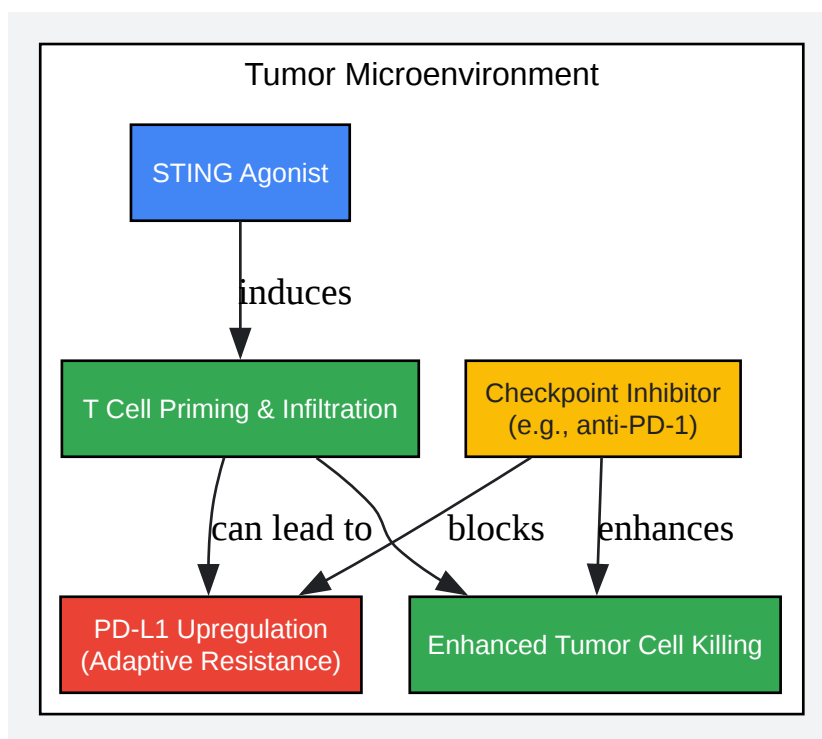 Tumor Microenvironment
STING Agonist
induces
T Cell Priming & Infiltration
Checkpoint Inhibitor
(e.g., anti-PD-1)
can lead to
blocks
enhances
PD-L1 Upregulation
(Adaptive Resistance)
Enhanced Tumor Cell Killing